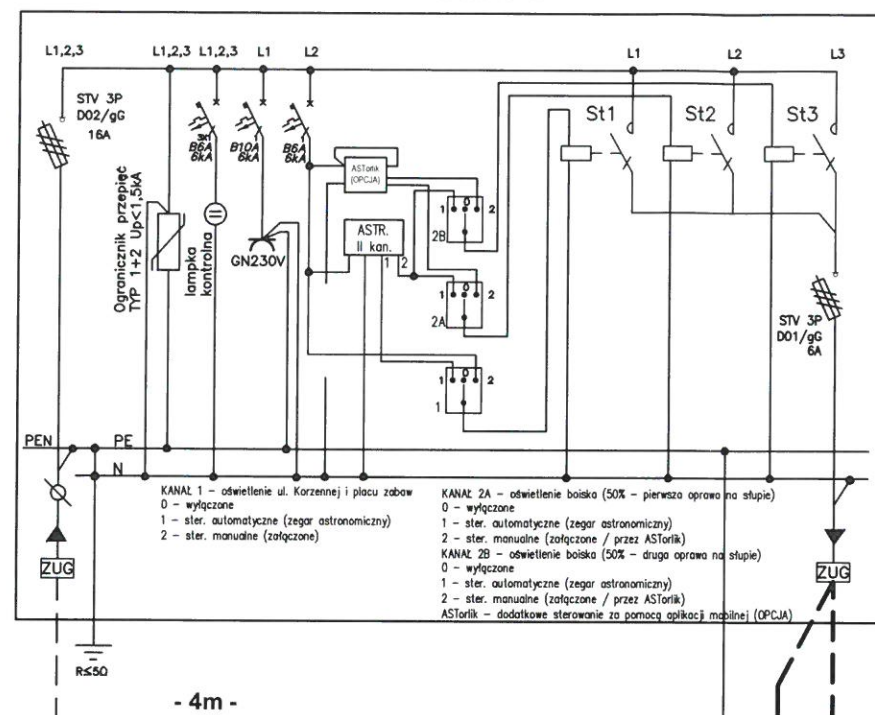 L1,2,3
L1,2,3
L1,2,3
L1
L2
L1
L2
L3
STV 3P
D02/gG
16A
3x1
B6A
6kA
B10A
6kA
B6A
6kA
St1
St2
St3
Ogranicznik przepięć
TYP 1+2 Up<1,5kA
lampka
kontrolna
GN230V
ASTorlik
(OPCJA)
ASTR.
II kan.
1 2
1 0 2
2B
1 0 2
2A
1 0 2
1
STV 3P
D01/gG
6A
PEN
PE
N
KANAŁ 1 – oświetlenie ul. Korzennej i placu zabaw
0 – wyłączone
1 – ster. automatyczne (zegar astronomiczny)
2 – ster. manualne (załączone)
KANAŁ 2A – oświetlenie boiska (50% – pierwsza oprawa na słupie)
0 – wyłączone
1 – ster. automatyczne (zegar astronomiczny)
2 – ster. manualne (załączone / przez ASTorlik)
KANAŁ 2B – oświetlenie boiska (50% – druga oprawa na słupie)
0 – wyłączone
1 – ster. automatyczne (zegar astronomiczny)
2 – ster. manualne (załączone / przez ASTorlik)
ASTorlik – dodatkowe sterowanie za pomocą aplikacji mobilnej (OPCJA)
ZUG
ZUG
R≤5Ω
- 4m -